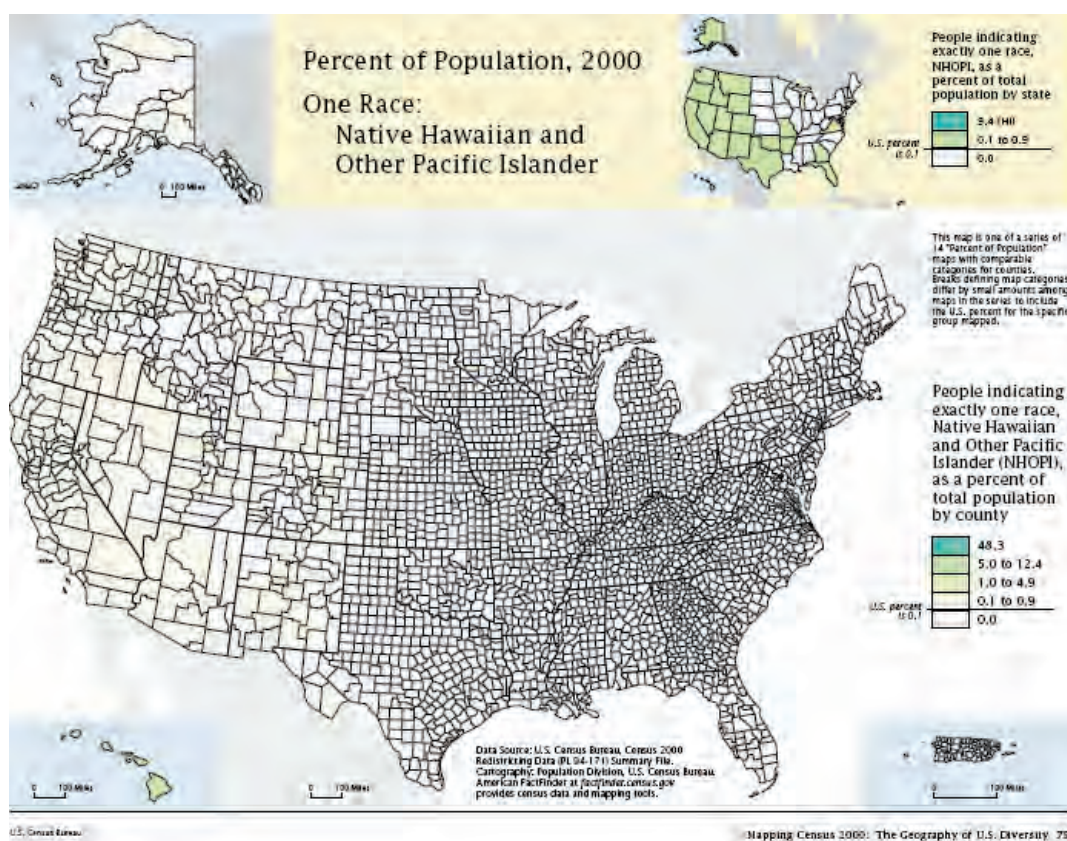 Percent of Population, 2000
One Race:
Native Hawaiian and
Other Pacific Islander
0 100 Miles
People indicating
exactly one race,
NHOPI, as a
percent of total
population by state
9.4 (HI)
0.1 to 0.9
0.0
U.S. percent
is 0.1
This map is one of a series of
14 "Percent of Population"
maps with comparable
categories for counties.
Breaks defining map categories
differ by small amounts among
maps in the series to include
the U.S. percent for the specific
group mapped.
People indicating
exactly one race,
Native Hawaiian
and Other Pacific
Islander (NHOPI),
as a percent of
total population
by county
48.3
5.0 to 12.4
1.0 to 4.9
0.1 to 0.9
0.0
U.S. percent
is 0.1
Data Source: U.S. Census Bureau, Census 2000
Redistricting Data (PL 94-171) Summary File.
Cartography: Population Division, U.S. Census Bureau.
American FactFinder at factfinder.census.gov
provides census data and mapping tools.
0 100 Miles
0 100 Miles
0 100 Miles
U.S. Census Bureau
Mapping Census 2000: The Geography of U.S. Diversity